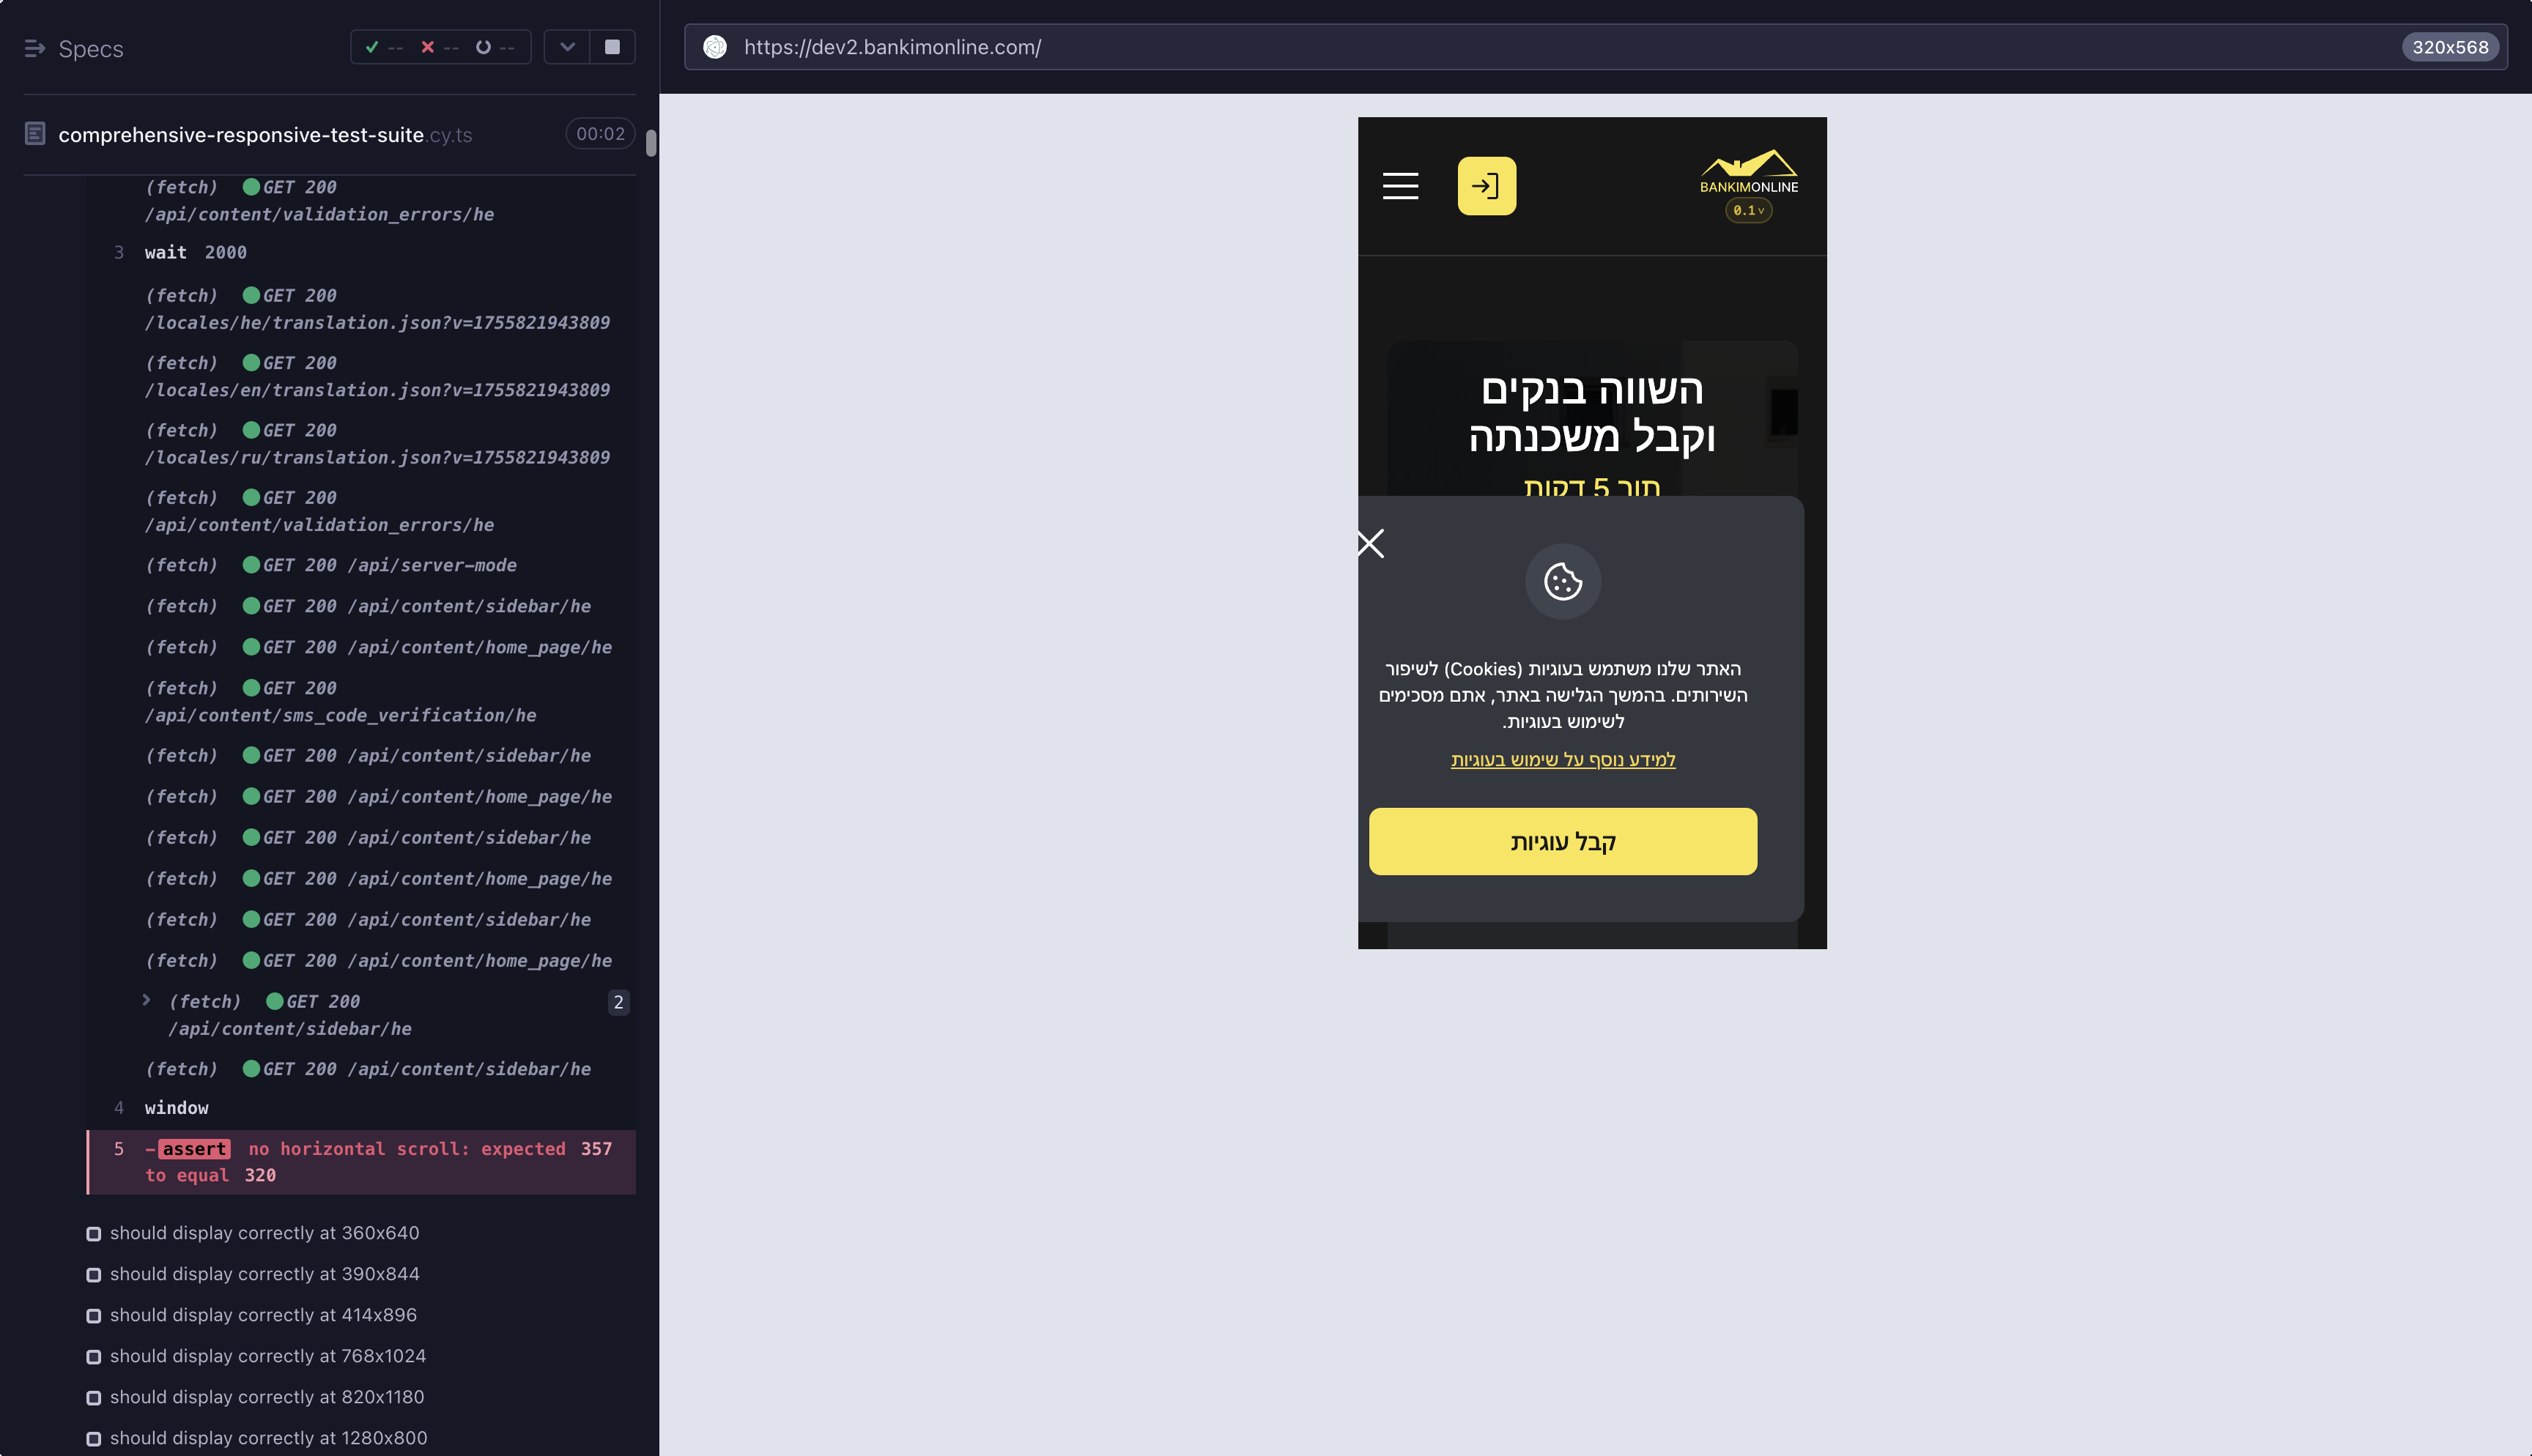 Specs
-- -- --
comprehensive-responsive-test-suite.cy.ts 00:02
(fetch) GET 200
/api/content/validation_errors/he
3 wait 2000
(fetch) GET 200
/locales/he/translation.json?v=1755821943809
(fetch) GET 200
/locales/en/translation.json?v=1755821943809
(fetch) GET 200
/locales/ru/translation.json?v=1755821943809
(fetch) GET 200
/api/content/validation_errors/he
(fetch) GET 200 /api/server-mode
(fetch) GET 200 /api/content/sidebar/he
(fetch) GET 200 /api/content/home_page/he
(fetch) GET 200
/api/content/sms_code_verification/he
(fetch) GET 200 /api/content/sidebar/he
(fetch) GET 200 /api/content/home_page/he
(fetch) GET 200 /api/content/sidebar/he
(fetch) GET 200 /api/content/home_page/he
(fetch) GET 200 /api/content/sidebar/he
(fetch) GET 200 /api/content/home_page/he
(fetch) GET 200 2
/api/content/sidebar/he
(fetch) GET 200 /api/content/sidebar/he
4 window
5 -assert no horizontal scroll: expected 357
to equal 320
should display correctly at 360x640
should display correctly at 390x844
should display correctly at 414x896
should display correctly at 768x1024
should display correctly at 820x1180
should display correctly at 1280x800
https://dev2.bankimonline.com/ 320x568
BANKIMONLINE
0.1v
השווה בנקים
וקבל משכנתה
תוך 5 דקות
האתר שלנו משתמש בעוגיות (Cookies) לשיפור
השירותים. בהמשך הגלישה באתר, אתם מסכימים
לשימוש בעוגיות.
למידע נוסף על שימוש בעוגיות
קבל עוגיות